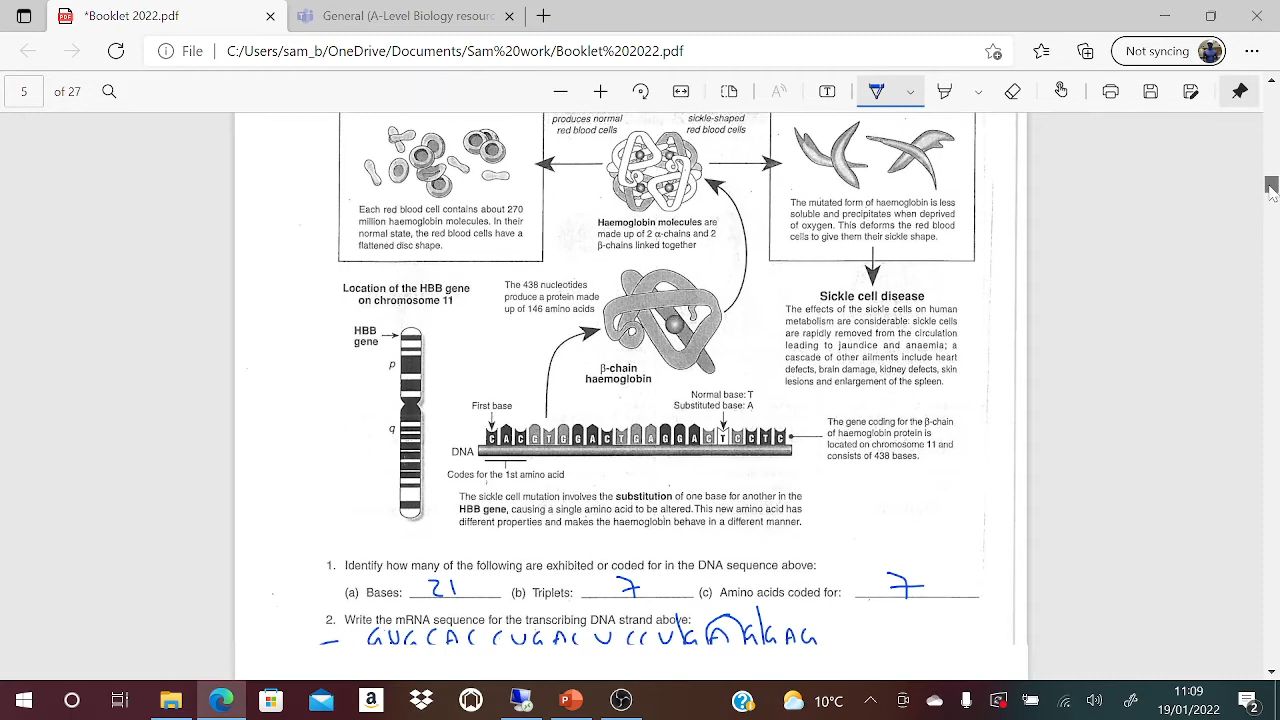 *Booklet 2022.pdf
General (A-Level Biology resourc
File
C:/Users/sam_b/OneDrive/Documents/Sam%20work/Booklet%202022.pdf
Not syncing
5 of 27
produces normal
red blood cells
sickle-shaped
red blood cells
Each red blood cell contains about 270
million haemoglobin molecules. In their
normal state, the red blood cells have a
flattened disc shape.
Haemoglobin molecules are
made up of 2 α-chains and 2
β-chains linked together
The mutated form of haemoglobin is less
soluble and precipitates when deprived
of oxygen. This deforms the red blood
cells to give them their sickle shape.
Location of the HBB gene
on chromosome 11
The 438 nucleotides
produce a protein made
up of 146 amino acids
Sickle cell disease
The effects of the sickle cells on human
metabolism are considerable: sickle cells
are rapidly removed from the circulation
leading to jaundice and anaemia; a
cascade of other ailments include heart
defects, brain damage, kidney defects, skin
lesions and enlargement of the spleen.
HBB
gene
p
q
β-chain
haemoglobin
Normal base: T
Substituted base: A
First base
C A C G T G G A C T G A G G A C T C C T C
DNA
Codes for the 1st amino acid
The gene coding for the β-chain
of haemoglobin protein is
located on chromosome 11 and
consists of 438 bases.
The sickle cell mutation involves the substitution of one base for another in the
HBB gene, causing a single amino acid to be altered. This new amino acid has
different properties and makes the haemoglobin behave in a different manner.
1. Identify how many of the following are exhibited or coded for in the DNA sequence above:
(a) Bases: 21 (b) Triplets: 7 (c) Amino acids coded for: 7
2. Write the mRNA sequence for the transcribing DNA strand above:
GUGCACCUGACUCCUGAGGAG
10°C
11:09
19/01/2022
2